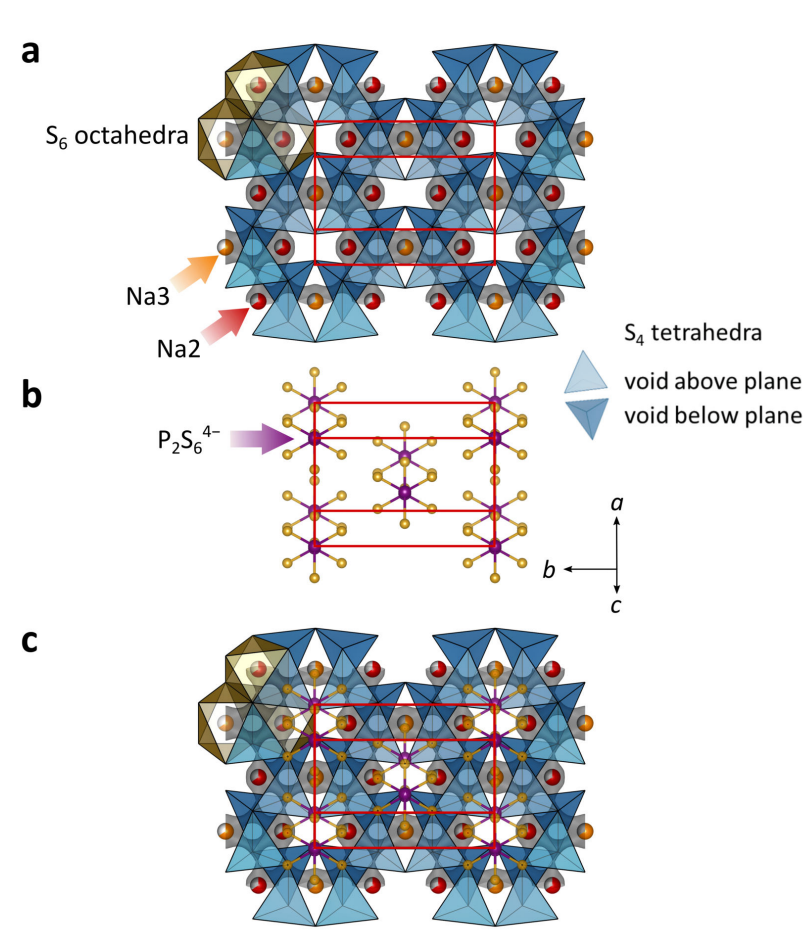 a
S₆ octahedra
Na3
Na2
S₄ tetrahedra
void above plane
void below plane
b
P₂S₆⁴⁻
a
b
c
c